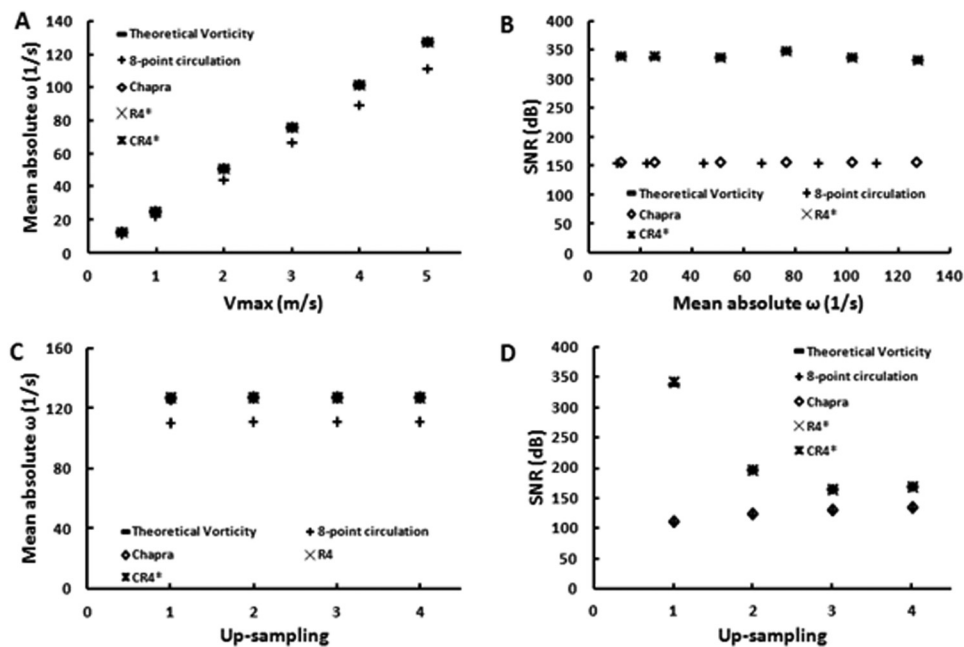 A
Mean absolute ω (1/s)
140
120
100
80
60
40
20
0
Theoretical Vorticity
8-point circulation
Chapra
R4*
CR4*
0 1 2 3 4 5
Vmax (m/s)
B
SNR (dB)
400
350
300
250
200
150
100
50
0
Theoretical Vorticity 8-point circulation
Chapra R4*
CR4*
0 20 40 60 80 100 120 140
Mean absolute ω (1/s)
C
Mean absolute ω (1/s)
160
120
80
40
0
Theoretical Vorticity 8-point circulation
Chapra R4
CR4*
0 1 2 3 4
Up-sampling
D
SNR (dB)
400
350
300
250
200
150
100
50
0
Theoretical Vorticity
8-point circulation
Chapra
R4*
CR4*
0 1 2 3 4
Up-sampling